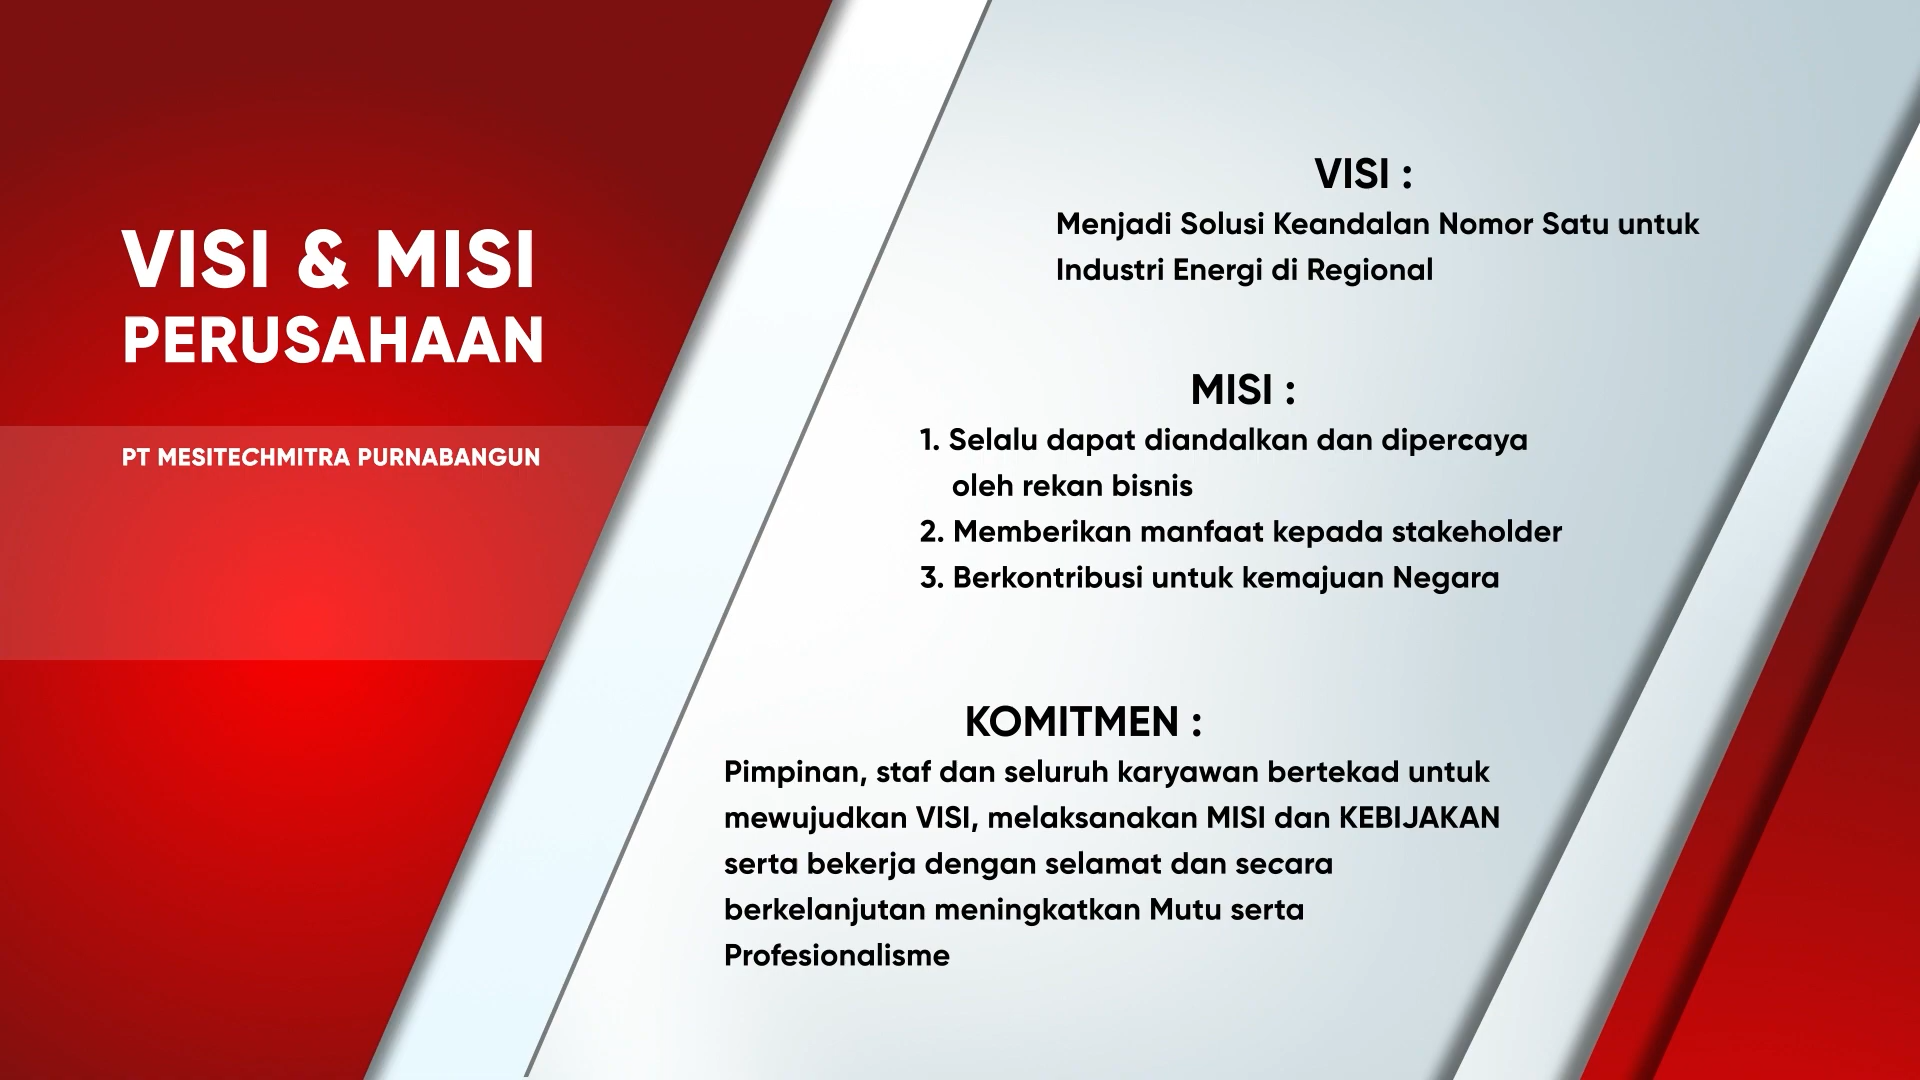 VISI & MISI
PERUSAHAAN
PT MESITECHMITRA PURNABANGUN
VISI :
Menjadi Solusi Keandalan Nomor Satu untuk
Industri Energi di Regional
MISI :
1. Selalu dapat diandalkan dan dipercaya
oleh rekan bisnis
2. Memberikan manfaat kepada stakeholder
3. Berkontribusi untuk kemajuan Negara
KOMITMEN :
Pimpinan, staf dan seluruh karyawan bertekad untuk
mewujudkan VISI, melaksanakan MISI dan KEBIJAKAN
serta bekerja dengan selamat dan secara
berkelanjutan meningkatkan Mutu serta
Profesionalisme